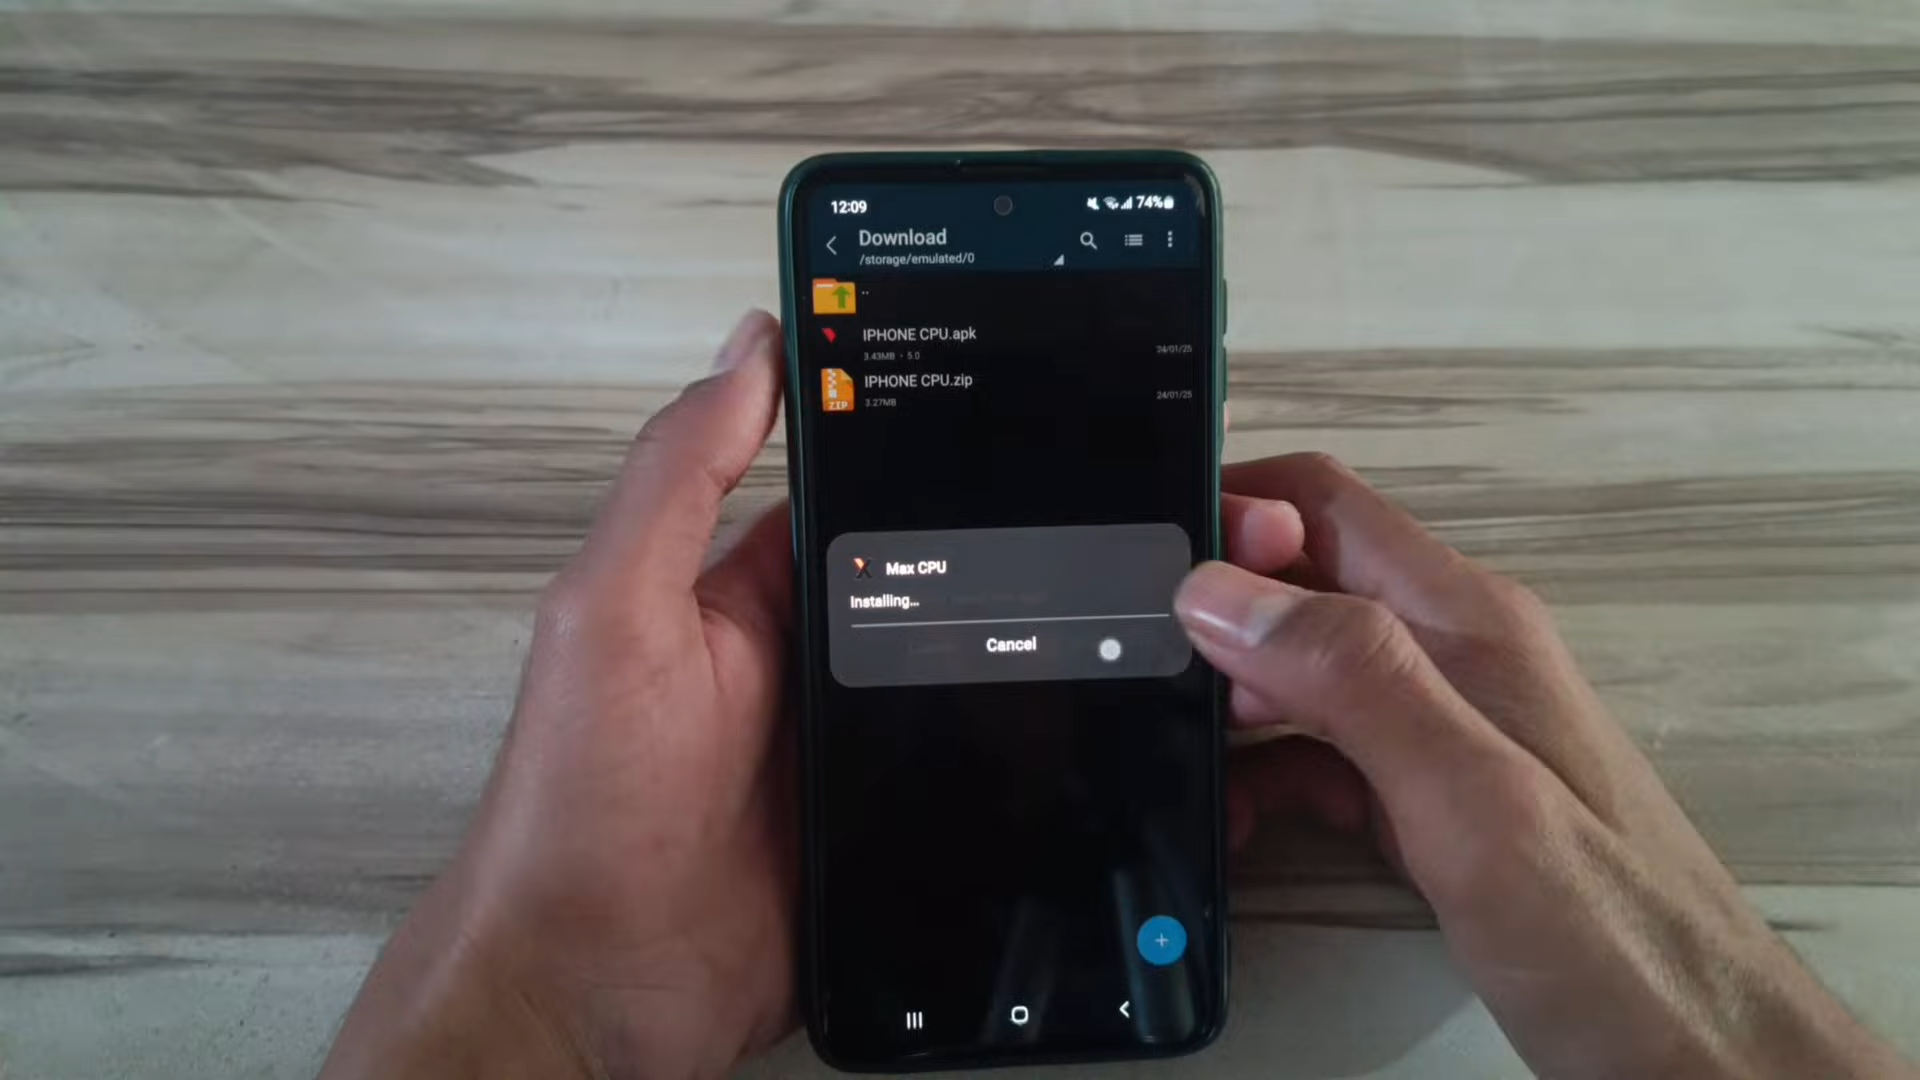 12:09
74%
Download
/storage/emulated/0
..
IPHONE CPU.apk
3.43MB · 5.0
24/01/25
IPHONE CPU.zip
3.27MB
24/01/25
ZIP
Max CPU
Installing...
Cancel